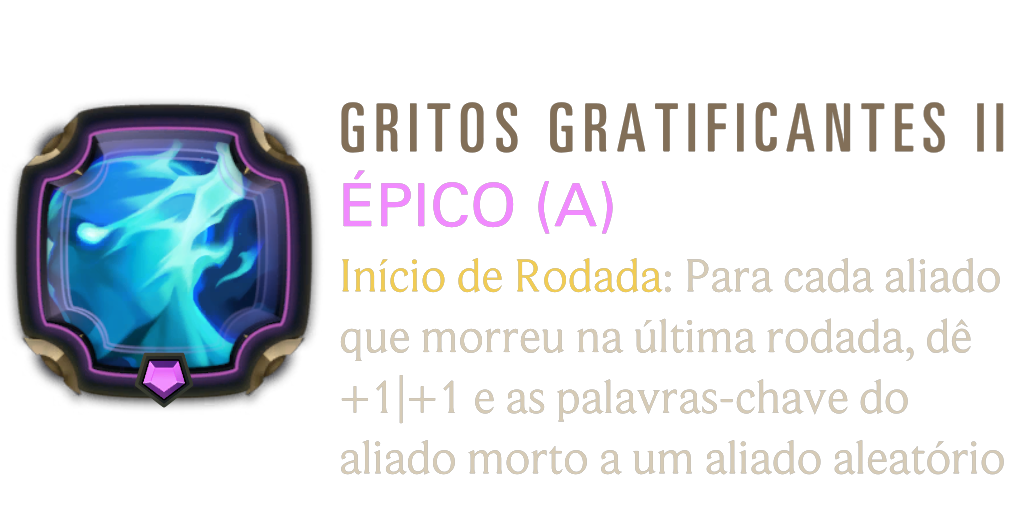 GRITOS GRATIFICANTES II
ÉPICO (A)
Início de Rodada: Para cada aliado
que morreu na última rodada, dê
+1|+1 e as palavras-chave do
aliado morto a um aliado aleatório